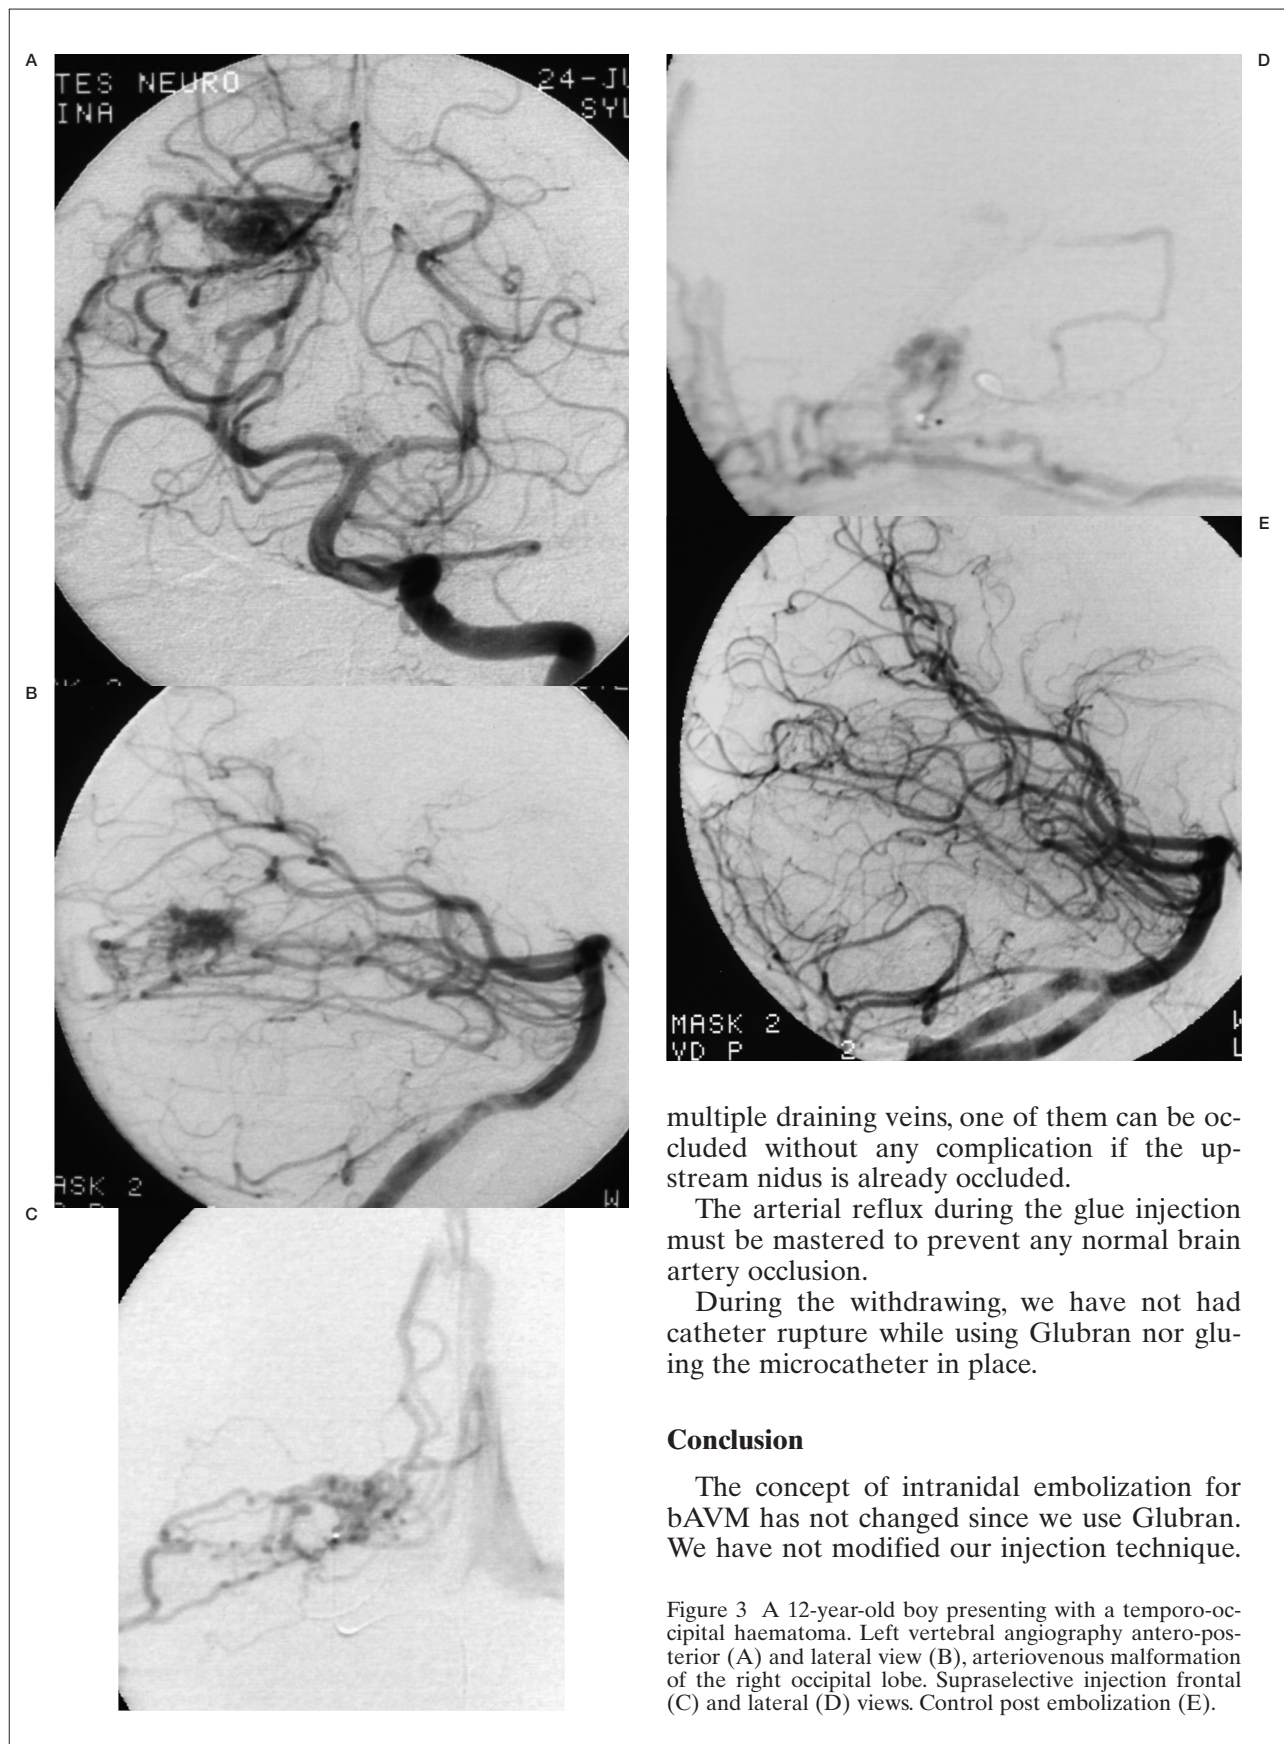 A
TES NEURO
INA
24-JU
SYL
B
ASK 2
W
C
D
E
MASK 2
VD P 2
multiple draining veins, one of them can be oc-
cluded without any complication if the up-
stream nidus is already occluded.
The arterial reflux during the glue injection
must be mastered to prevent any normal brain
artery occlusion.
During the withdrawing, we have not had
catheter rupture while using Glubran nor glu-
ing the microcatheter in place.
Conclusion
The concept of intranidal embolization for
bAVM has not changed since we use Glubran.
We have not modified our injection technique.
Figure 3 A 12-year-old boy presenting with a temporo-oc-
cipital haematoma. Left vertebral angiography antero-pos-
terior (A) and lateral view (B), arteriovenous malformation
of the right occipital lobe. Supraselective injection frontal
(C) and lateral (D) views. Control post embolization (E).